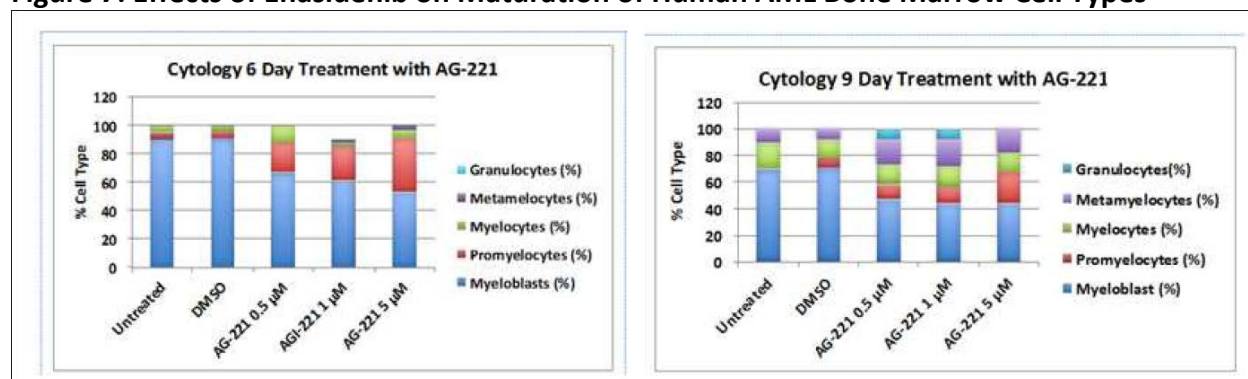 Figure 7: Effects of Enasidenib on Maturation of Human AML Bone Marrow Cell Types
Cytology 6 Day Treatment with AG-221
120
100
80
60
40
20
0
% Cell Type
Untreated
DMSO
AG-221 0.5 µM
AGI-221 1 µM
AG-221 5 µM
Granulocytes (%)
Metamelocytes (%)
Myelocytes (%)
Promyelocytes (%)
Myeloblasts (%)
Cytology 9 Day Treatment with AG-221
120
100
80
60
40
20
0
% Cell Type
Untreated
DMSO
AG-221 0.5 µM
AG-221 1 µM
AG-221 5 µM
Granulocytes(%)
Metamyelocytes (%)
Myelocytes (%)
Promyelocytes (%)
Myeloblast (%)